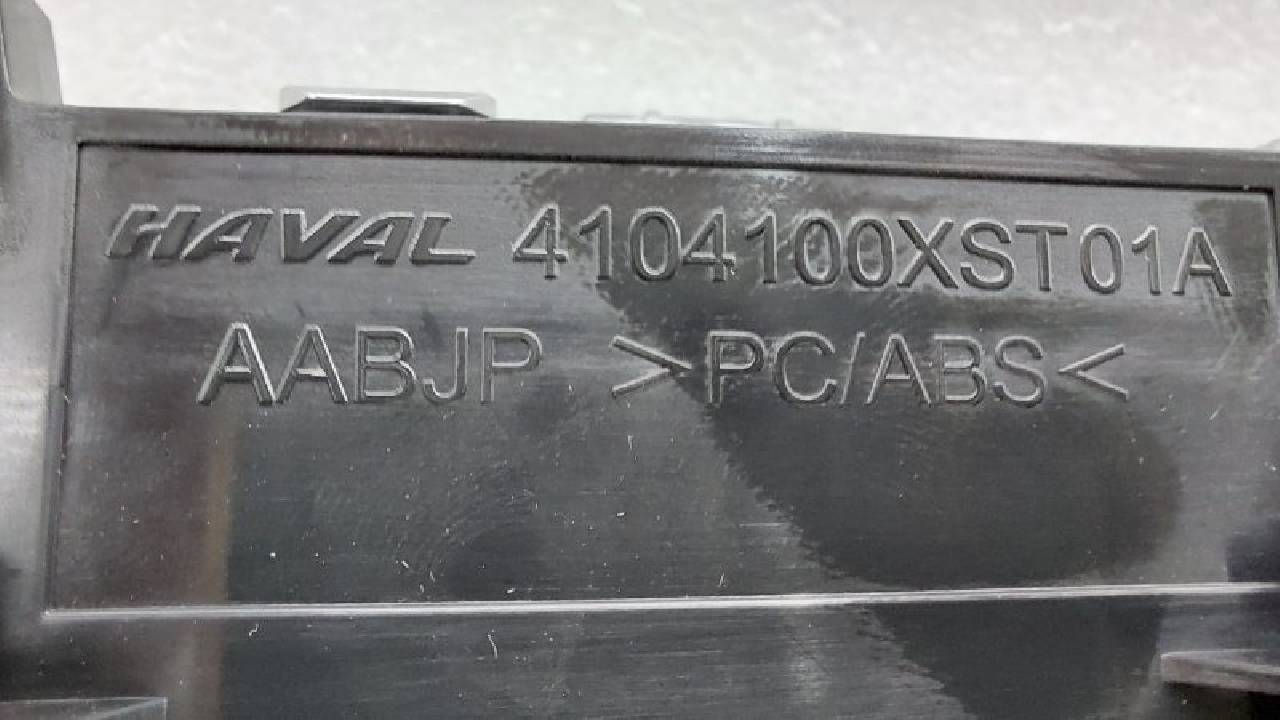 HAVAL 4104100XST01A
AABJP >PC/ABS<